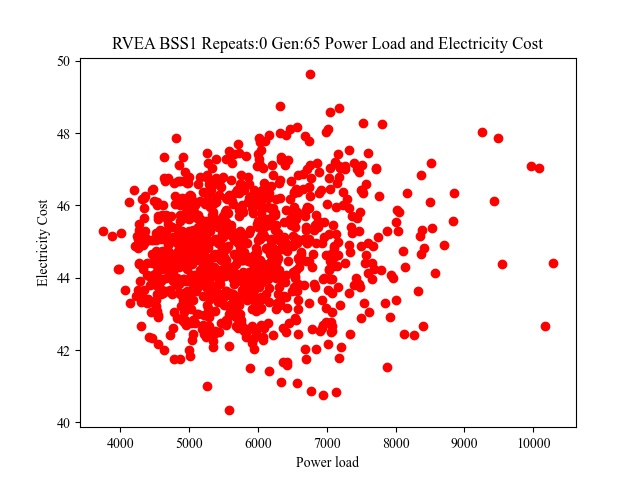 RVEA BSS1 Repeats:0 Gen:65 Power Load and Electricity Cost
50
48
46
44
42
40
Electricity Cost
4000 5000 6000 7000 8000 9000 10000
Power load